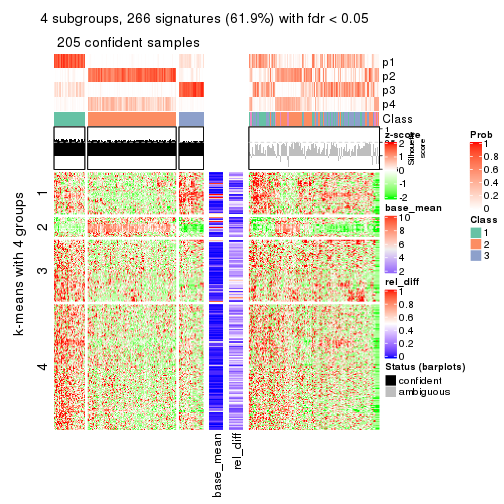 4 subgroups, 266 signatures (61.9%) with fdr < 0.05
205 confident samples
p1
p2
p3
p4
Class
1
Silhouette score
k-means with 4 groups
1
2
3
4
base_mean
rel_diff
z-score
2
1
0
-1
-2
base_mean
10
8
6
4
2
rel_diff
1
0.8
0.6
0.4
0.2
0
Status (barplots)
confident
ambiguous
Prob
1
0.8
0.6
0.4
0.2
0
Class
1
2
3